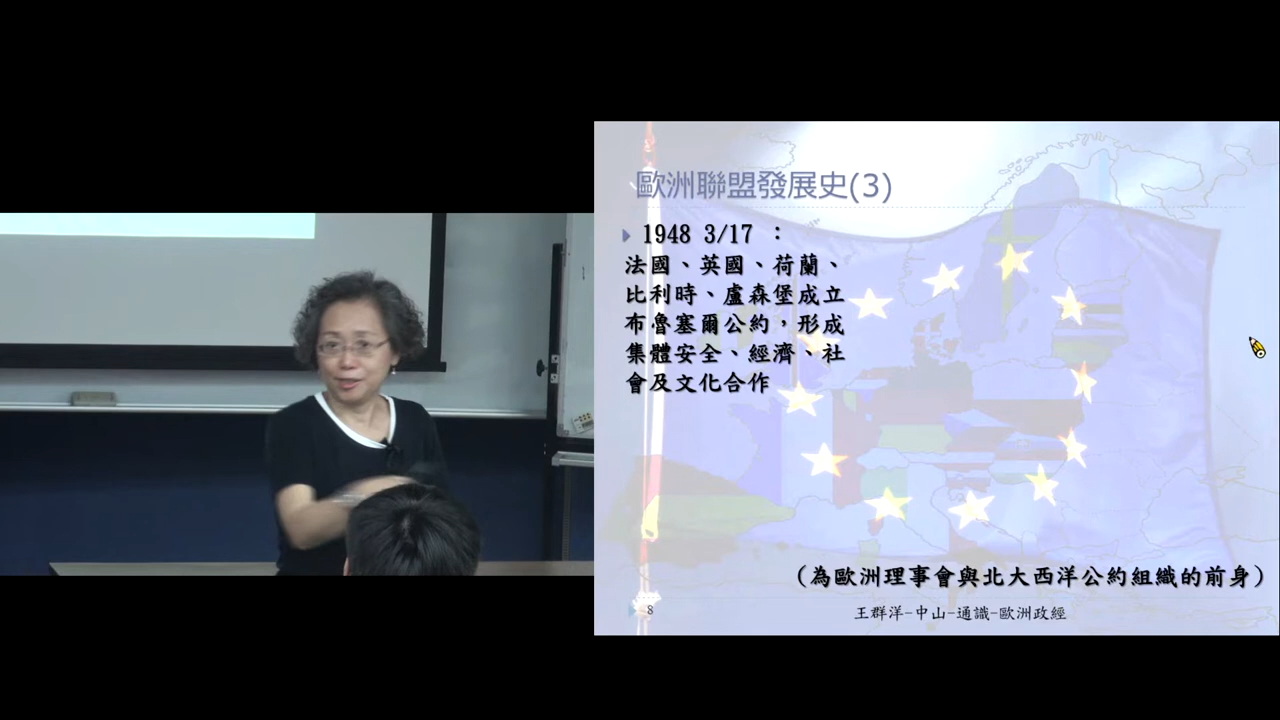 歐洲聯盟發展史(3)
1948 3/17 ：
法國、英國、荷蘭、
比利時、盧森堡成立
布魯塞爾公約，形成
集體安全、經濟、社
會及文化合作
(為歐洲理事會與北大西洋公約組織的前身)
8
王群洋-中山-通識-歐洲政經